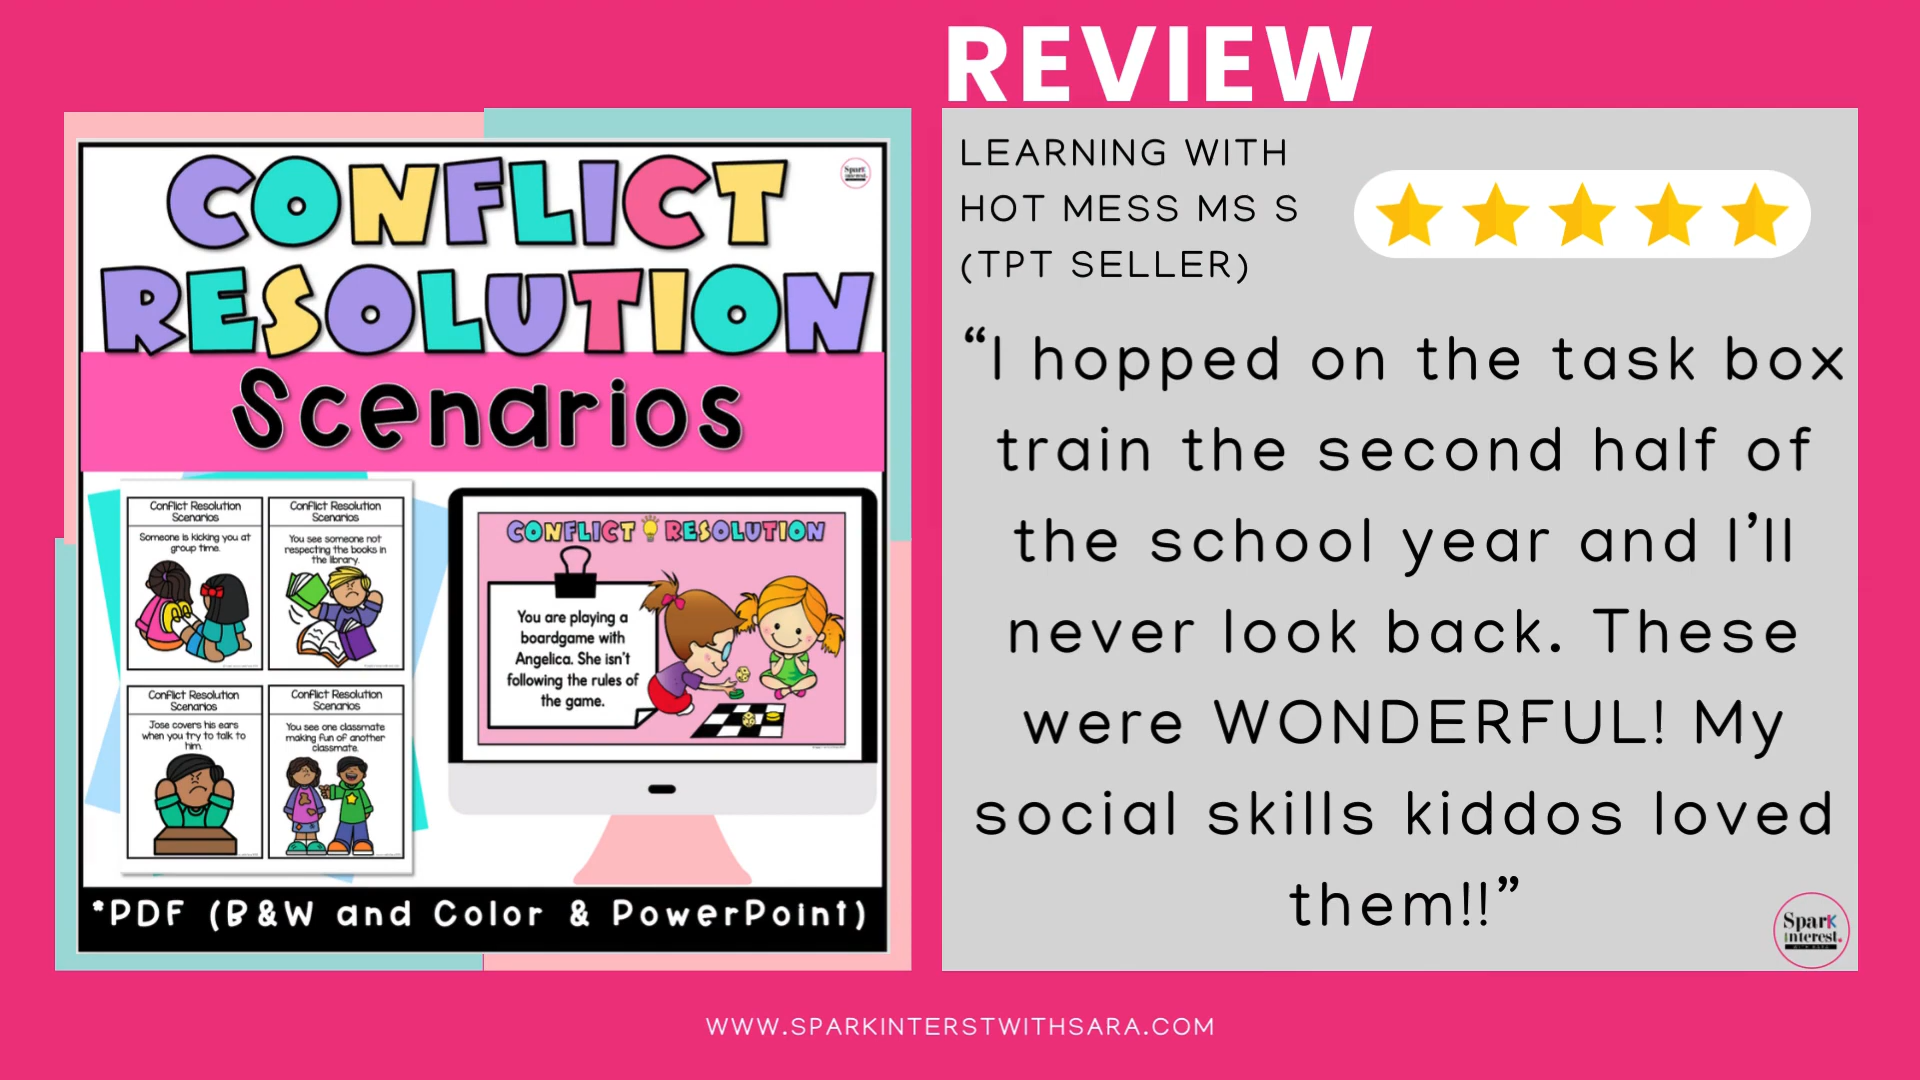 REVIEW
CONFLICT
RESOLUTION
Scenarios
Spark
interest.
Conflict Resolution
Scenarios
Someone is kicking you at
group time.
Conflict Resolution
Scenarios
You see someone not
respecting the books in
the library.
Conflict Resolution
Scenarios
Jose covers his ears
when you try to talk to
him.
Conflict Resolution
Scenarios
You see one classmate
making fun of another
classmate.
CONFLICT RESOLUTION
You are playing a
boardgame with
Angelica. She isn't
following the rules of
the game.
*PDF (B&W and Color & PowerPoint)
LEARNING WITH
HOT MESS MS S
(TPT SELLER)
“I hopped on the task box
train the second half of
the school year and I’ll
never look back. These
were WONDERFUL! My
social skills kiddos loved
them!!”
Spark
interest.
WWW.SPARKINTERSTWITHSARA.COM